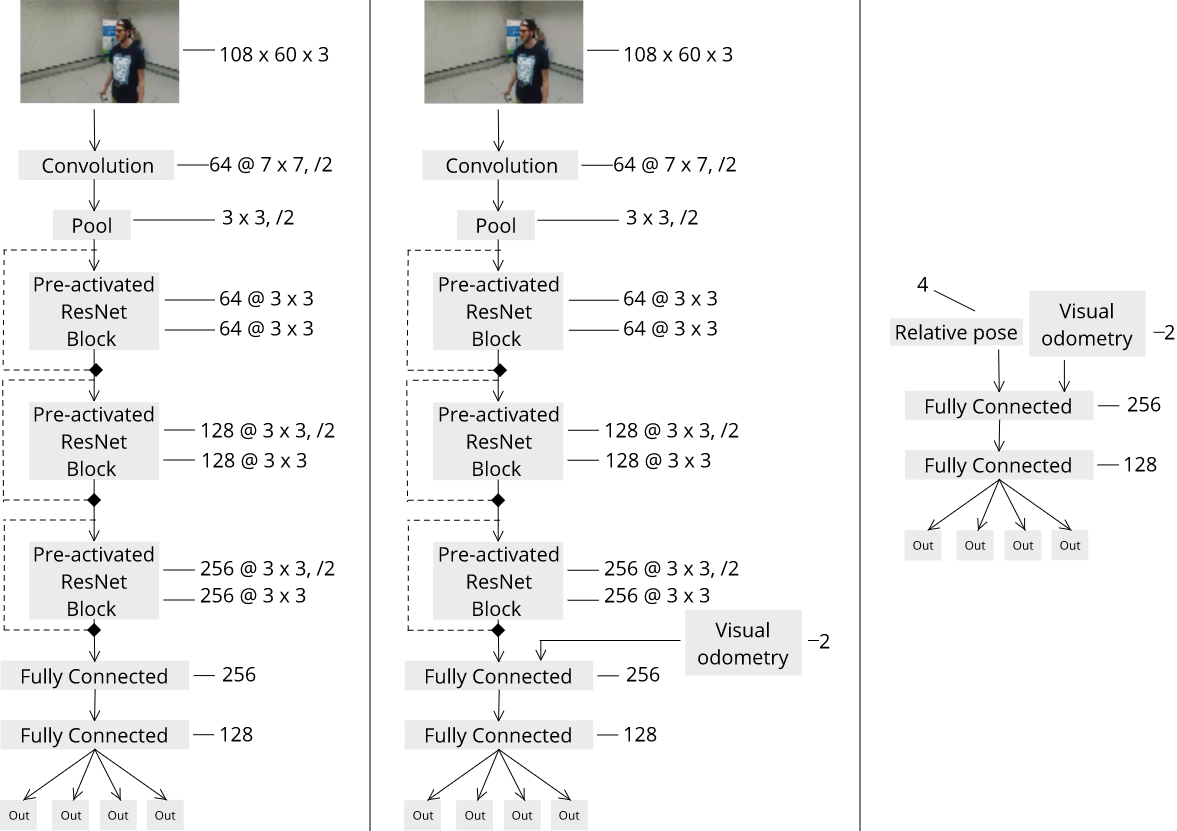 108 x 60 x 3
Convolution
64 @ 7 x 7, /2
Pool
3 x 3, /2
Pre-activated
ResNet
Block
64 @ 3 x 3
64 @ 3 x 3
Pre-activated
ResNet
Block
128 @ 3 x 3, /2
128 @ 3 x 3
Pre-activated
ResNet
Block
256 @ 3 x 3, /2
256 @ 3 x 3
Fully Connected
256
Fully Connected
128
Out
Out
Out
Out
108 x 60 x 3
Convolution
64 @ 7 x 7, /2
Pool
3 x 3, /2
Pre-activated
ResNet
Block
64 @ 3 x 3
64 @ 3 x 3
Pre-activated
ResNet
Block
128 @ 3 x 3, /2
128 @ 3 x 3
Pre-activated
ResNet
Block
256 @ 3 x 3, /2
256 @ 3 x 3
Visual
odometry
2
Fully Connected
256
Fully Connected
128
Out
Out
Out
Out
4
Relative pose
Visual
odometry
2
Fully Connected
256
Fully Connected
128
Out
Out
Out
Out